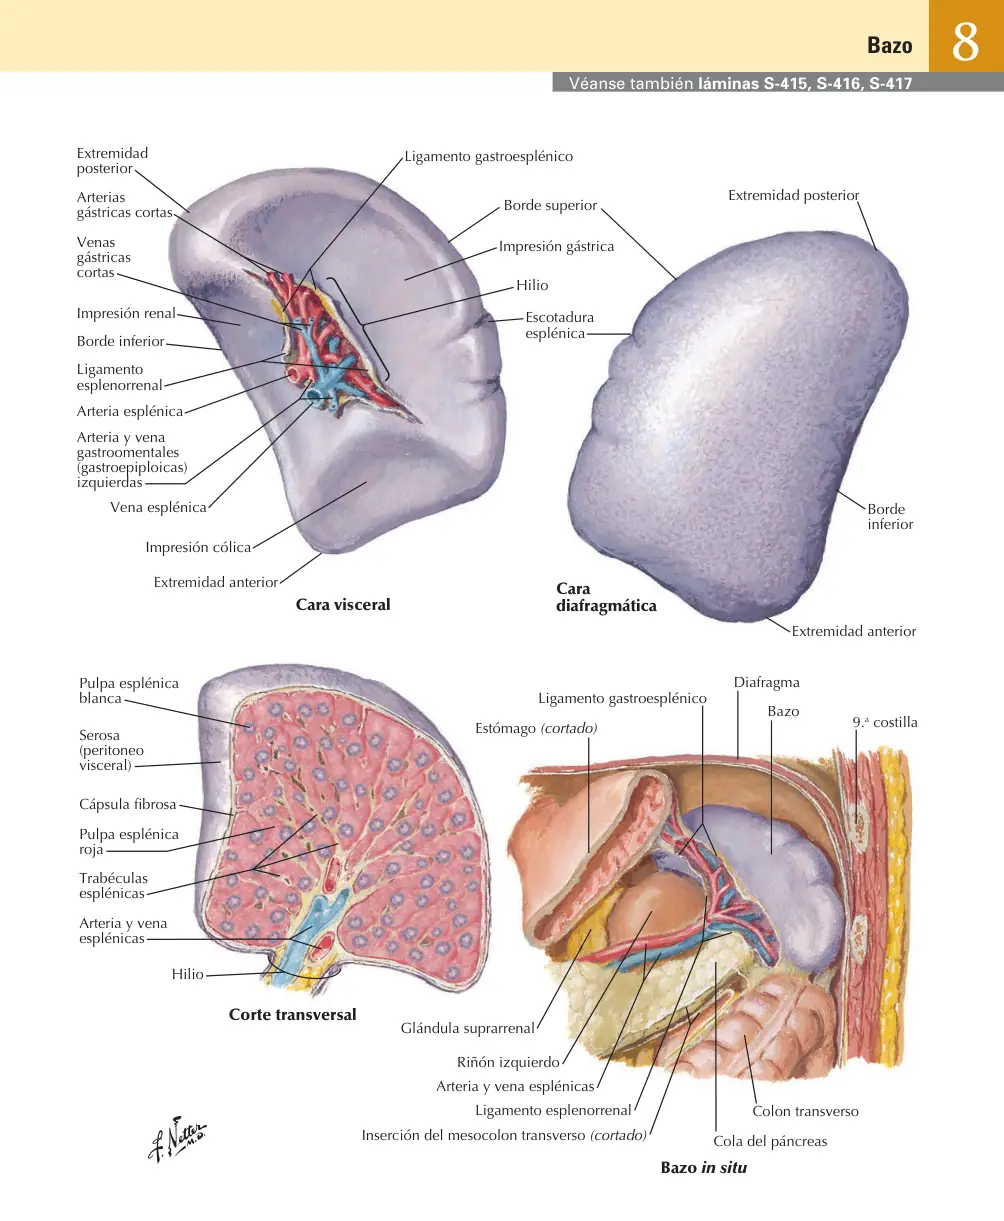 Bazo
8
Véanse también láminas S-415, S-416, S-417
Extremidad
posterior
Arterias
gástricas cortas
Venas
gástricas
cortas
Impresión renal
Borde inferior
Ligamento
esplenorrenal
Arteria esplénica
Arteria y vena
gastroomentales
(gastroepiploicas)
izquierdas
Vena esplénica
Impresión cólica
Extremidad anterior
Cara visceral
Ligamento gastroesplénico
Borde superior
Impresión gástrica
Hilio
Escotadura
esplénica
Extremidad posterior
Borde
inferior
Cara
diafragmática
Extremidad anterior
Pulpa esplénica
blanca
Serosa
(peritoneo
visceral)
Cápsula fibrosa
Pulpa esplénica
roja
Trabéculas
esplénicas
Arteria y vena
esplénicas
Hilio
Corte transversal
Ligamento gastroesplénico
Estómago (cortado)
Diafragma
Bazo
9.ª costilla
Glándula suprarrenal
Riñón izquierdo
Arteria y vena esplénicas
Ligamento esplenorrenal
Inserción del mesocolon transverso (cortado)
Colon transverso
Cola del páncreas
Bazo in situ
F. Netter
M.D.